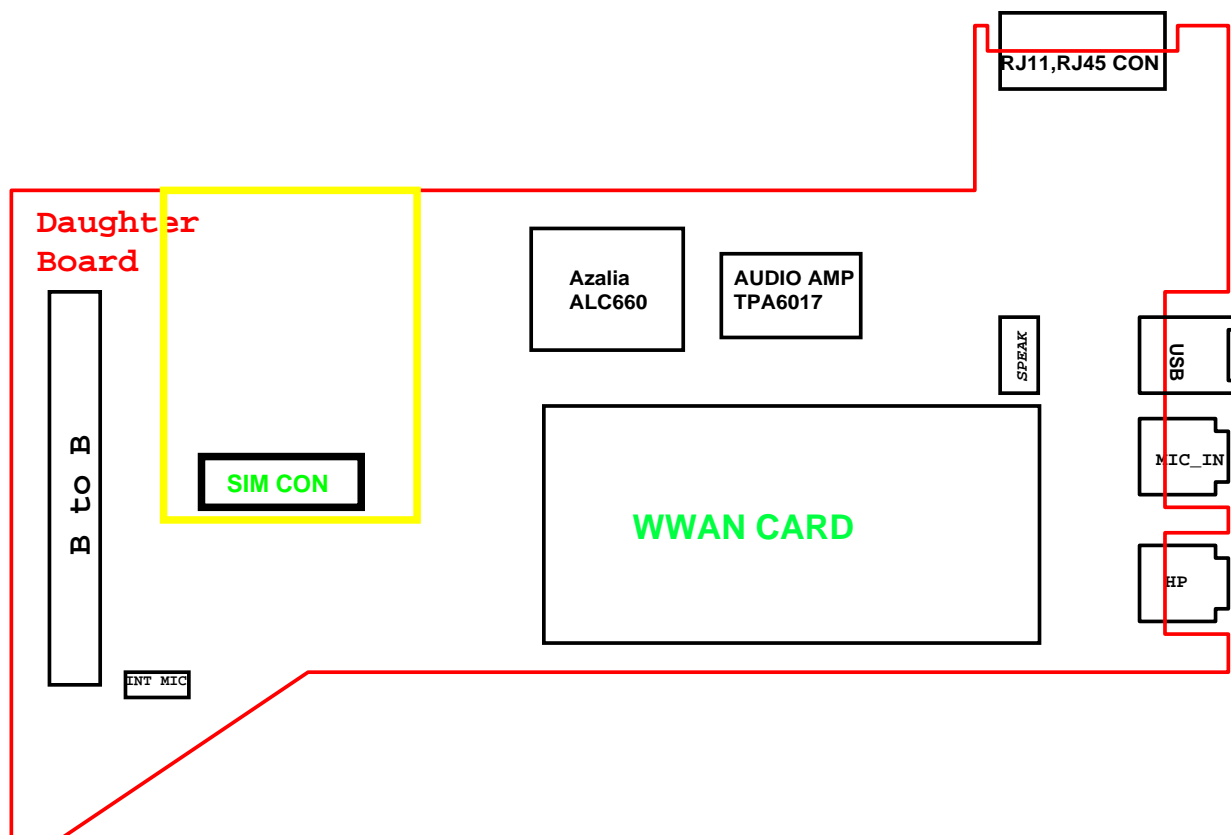 RJ11,RJ45 CON
Daughter
Board
Azalia
ALC660
AUDIO AMP
TPA6017
SPEAK
USB
B to B
SIM CON
MIC_IN
WWAN CARD
HP
INT MIC